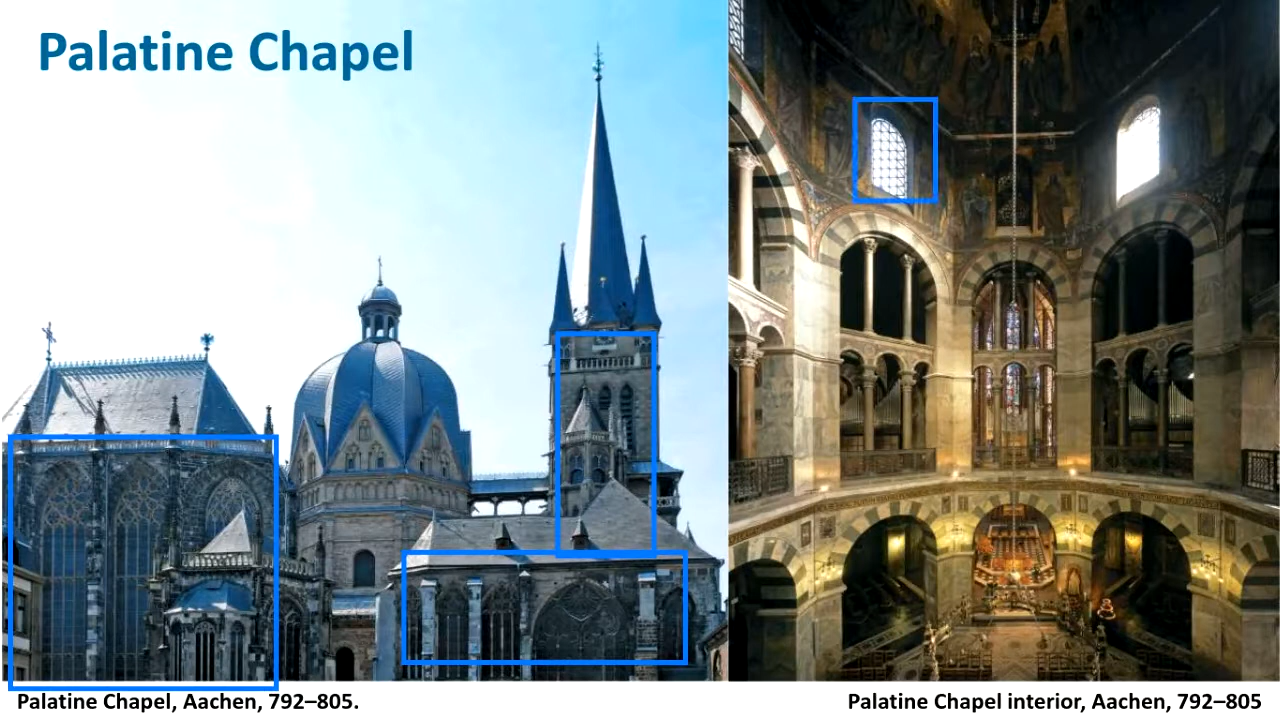 Palatine Chapel
Palatine Chapel, Aachen, 792–805.
Palatine Chapel interior, Aachen, 792–805